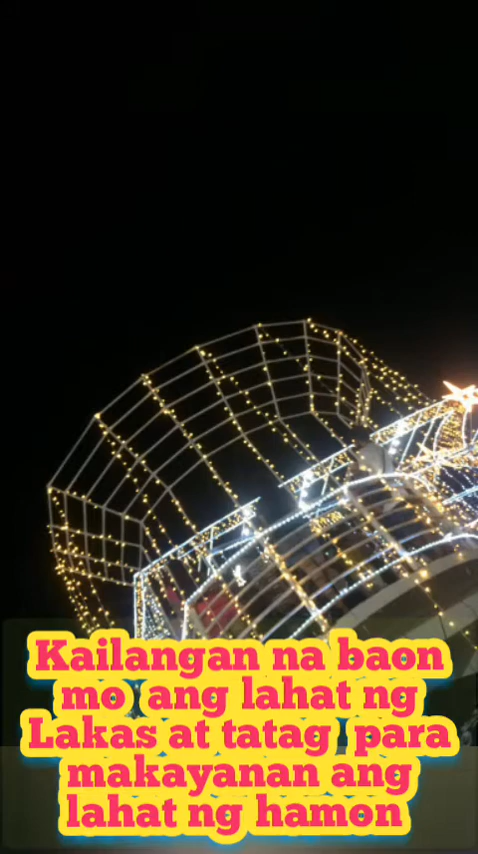 Kailangan na baon
mo ang lahat ng
Lakas at tatag para
makayanan ang
lahat ng hamon